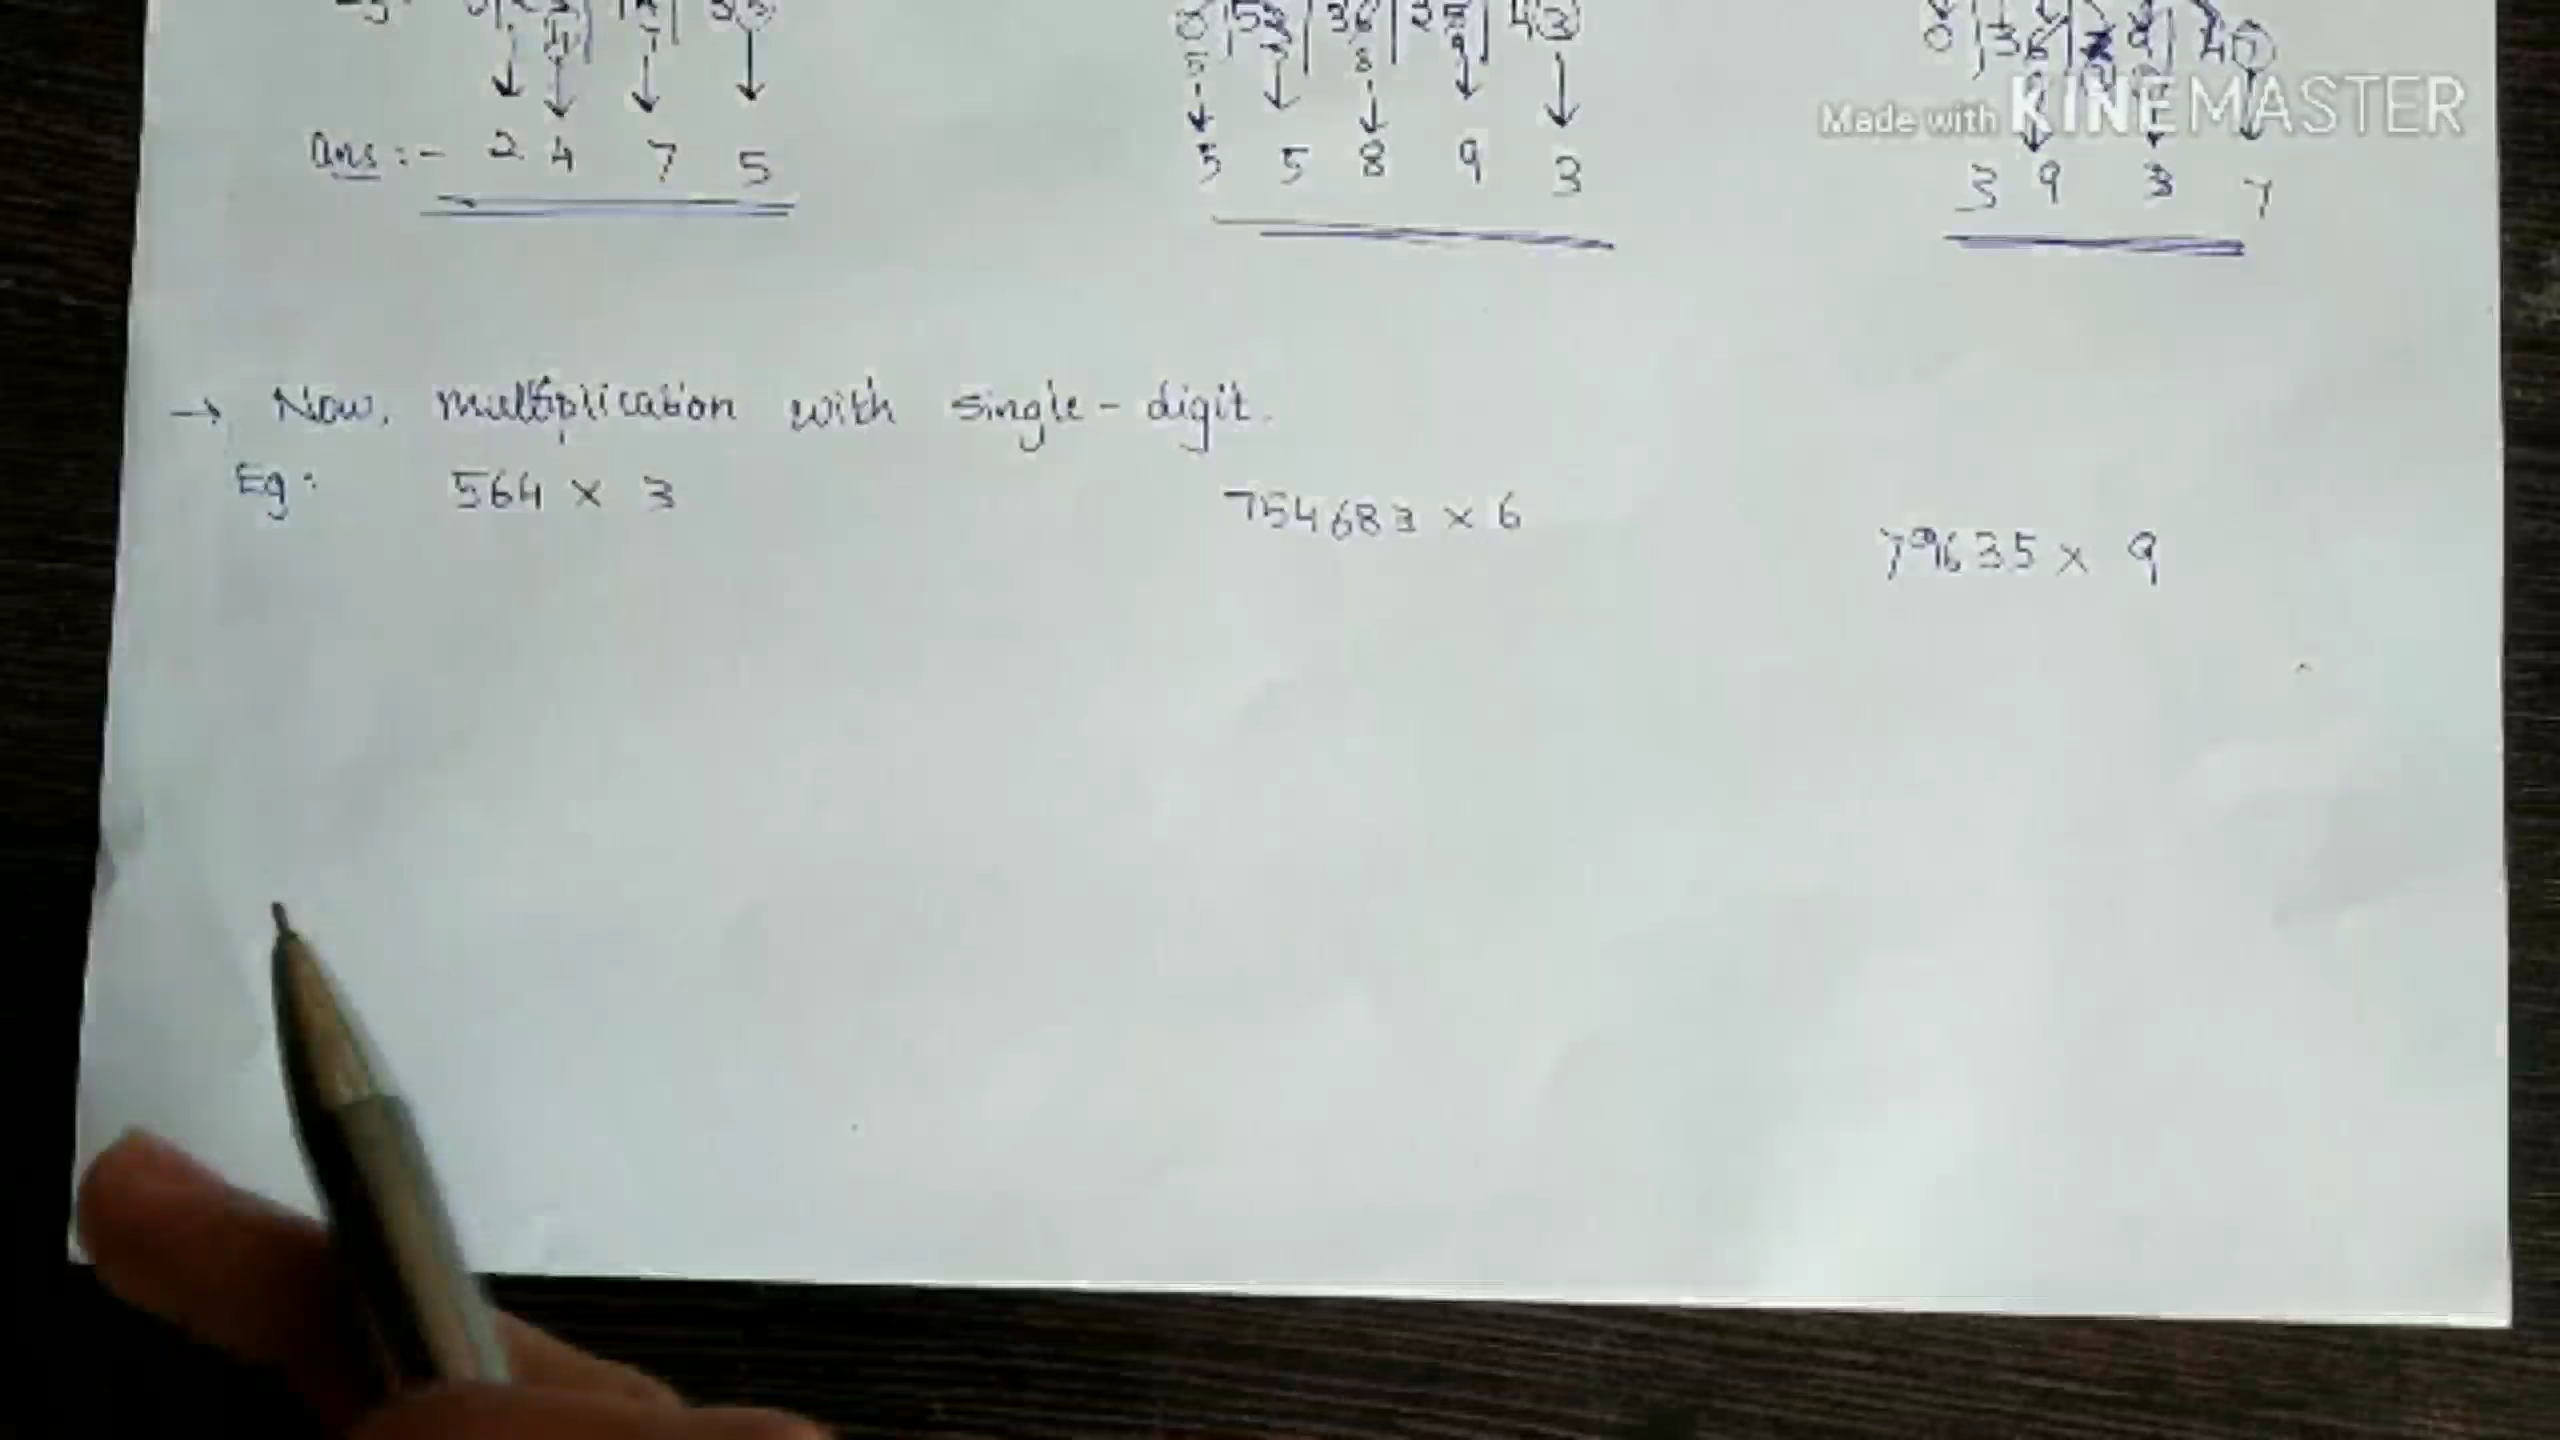 Made with KINEMASTER
Ans :- 2 4 7 5 5 5 8 9 3 3 9 3 7
→ Now, multiplication with single-digit.
Eg: 564 x 3 754683 x 6 79635 x 9